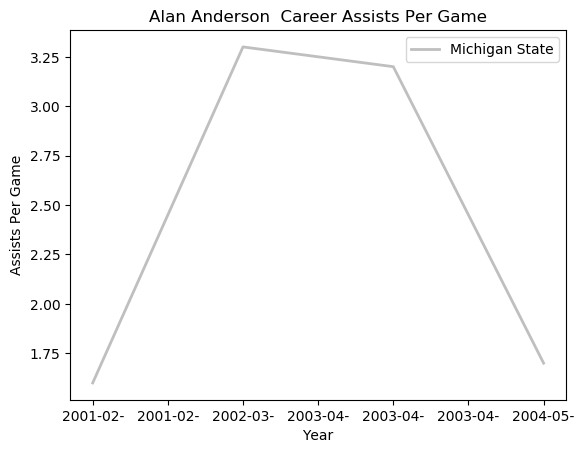 Alan Anderson  Career Assists Per Game
Michigan State
3.25
3.00
2.75
2.50
2.25
2.00
1.75
Assists Per Game
2001-02- 2001-02- 2002-03- 2003-04- 2003-04- 2003-04- 2004-05-
Year